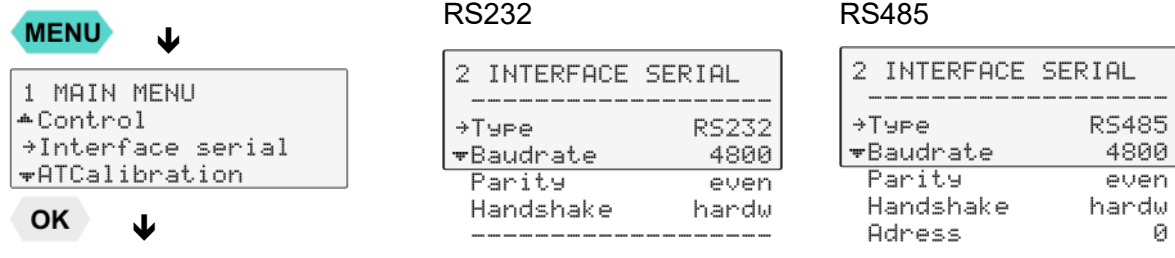 MENU
1 MAIN MENU
Control
→Interface serial
ATCalibration
OK
RS232
2 INTERFACE SERIAL
-------------------
→Type RS232
Baudrate 4800
Parity even
Handshake hardw
-------------------
RS485
2 INTERFACE SERIAL
-------------------
→Type RS485
Baudrate 4800
Parity even
Handshake hardw
Adress 0